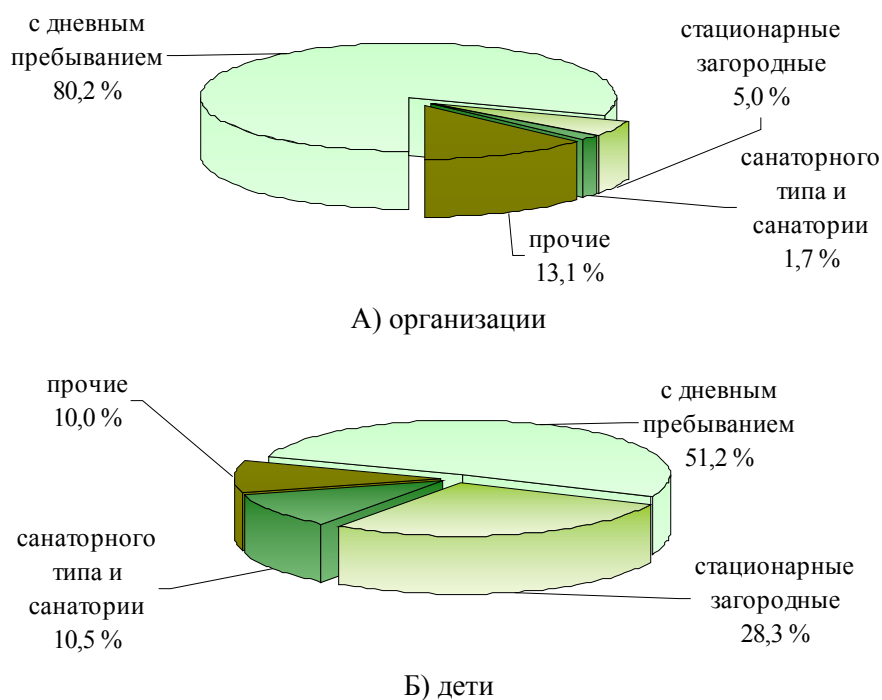 с дневным
пребыванием
80,2 %
стационарные
загородные
5,0 %
санаторного
типа и
санатории
1,7 %
прочие
13,1 %
А) организации
прочие
10,0 %
с дневным
пребыванием
51,2 %
санаторного
типа и
санатории
10,5 %
стационарные
загородные
28,3 %
Б) дети